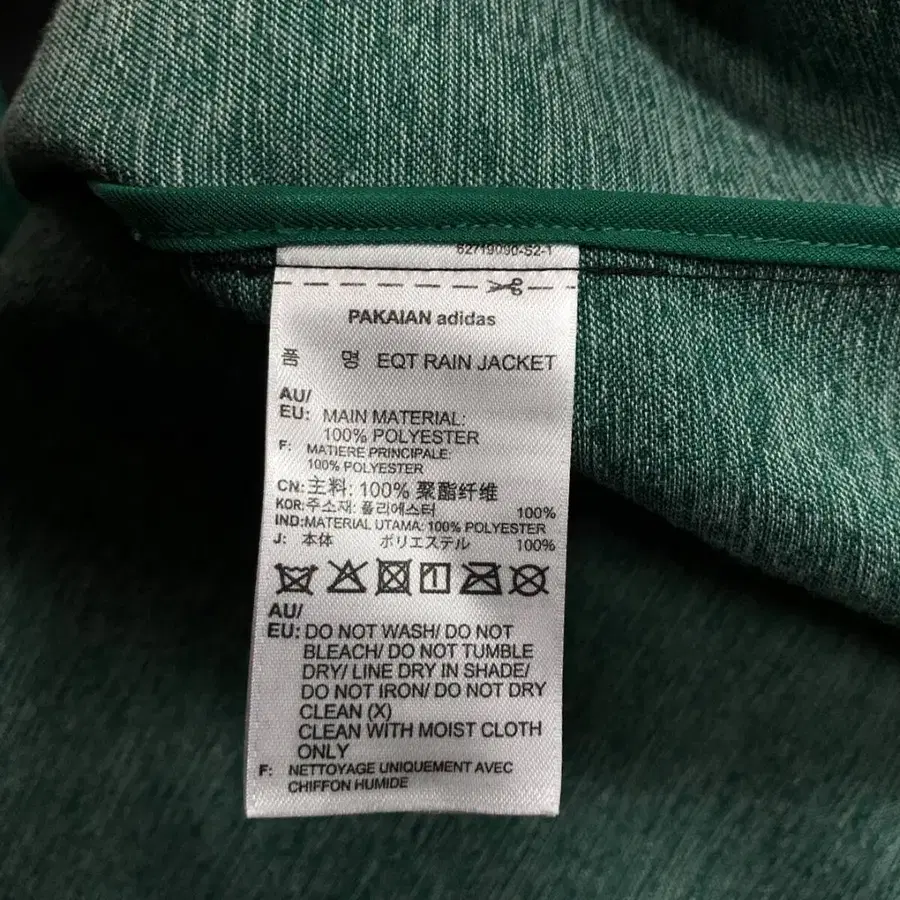 62719090-S2-1
PAKAIAN adidas
품 명 EQT RAIN JACKET
AU/
EU: MAIN MATERIAL:
100% POLYESTER
F: MATIERE PRINCIPALE:
100% POLYESTER
CN: 主料: 100% 聚酯纤维
KOR: 주소재: 폴리에스터 100%
IND: MATERIAL UTAMA: 100% POLYESTER
J: 本体 ポリエステル 100%
AU/
EU: DO NOT WASH/ DO NOT
BLEACH/ DO NOT TUMBLE
DRY/ LINE DRY IN SHADE/
DO NOT IRON/ DO NOT DRY
CLEAN (X)
CLEAN WITH MOIST CLOTH
ONLY
F: NETTOYAGE UNIQUEMENT AVEC
CHIFFON HUMIDE